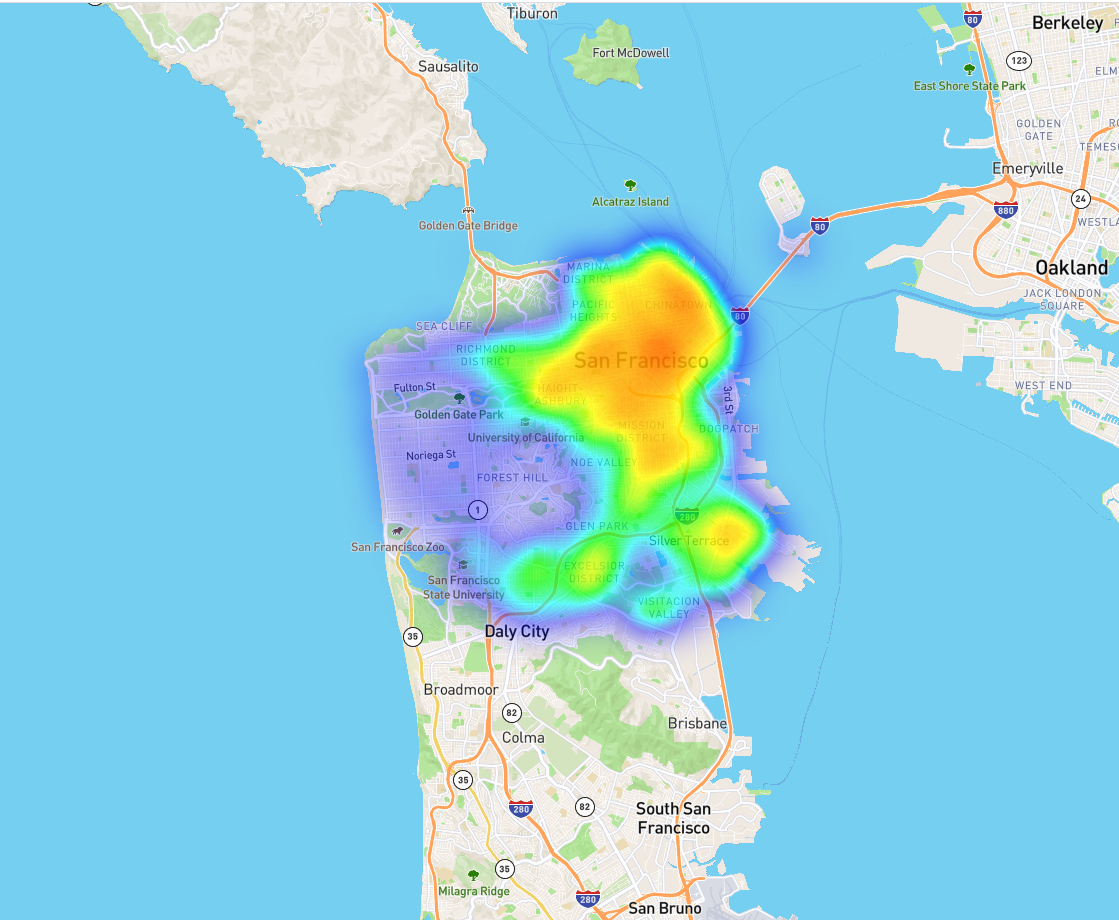 Tiburon
Berkeley
80
Fort McDowell
123
Sausalito
ELM
East Shore State Park
GOLDEN
GATE
TEMES
Emeryville
Alcatraz Island
24
880
80
Golden Gate Bridge
WESTLA
MARINA
DISTRICT
Oakland
JACK LONDON
SQUARE
PACIFIC
HEIGHTS
CHINATOWN
80
SEA CLIFF
RICHMOND
DISTRICT
San Francisco
Fulton St
HAIGHT-
ASHBURY
3rd St
WEST END
Golden Gate Park
MISSION
DISTRICT
DOGPATCH
University of California
Noriega St
NOE VALLEY
FOREST HILL
1
280
GLEN PARK
San Francisco Zoo
Silver Terrace
EXCELSIOR
DISTRICT
San Francisco
State University
VISITACION
VALLEY
Daly City
35
Broadmoor
82
Brisbane
Colma
35
280
82
South San
Francisco
35
Milagra Ridge
280
San Bruno